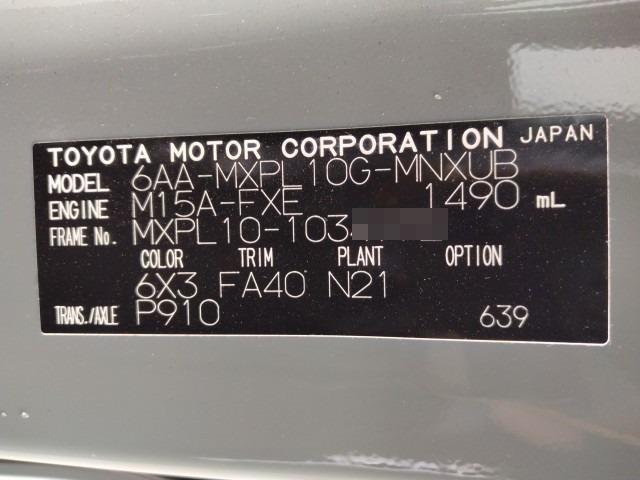 TOYOTA MOTOR CORPORATION JAPAN
MODEL 6AA-MXPL10G-MNXUB
ENGINE M15A-FXE 1490 mL
FRAME No. MXPL10-103
COLOR TRIM PLANT OPTION
6X3 FA40 N21
TRANS./AXLE P910 639